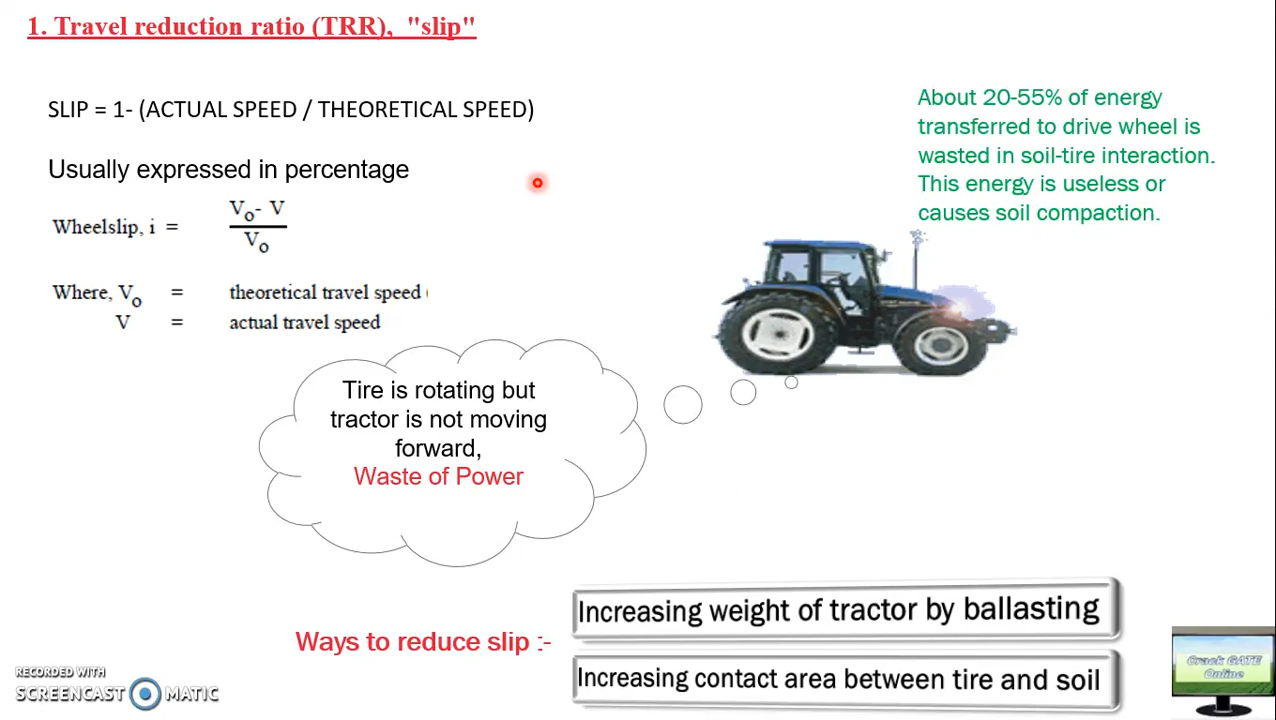 1. Travel reduction ratio (TRR), "slip"
SLIP = 1- (ACTUAL SPEED / THEORETICAL SPEED)
Usually expressed in percentage
Wheelslip, i = Vo- V
Vo
Where, Vo = theoretical travel speed (
V = actual travel speed
About 20-55% of energy
transferred to drive wheel is
wasted in soil-tire interaction.
This energy is useless or
causes soil compaction.
Tire is rotating but
tractor is not moving
forward,
Waste of Power
Ways to reduce slip :-
Increasing weight of tractor by ballasting
Increasing contact area between tire and soil
RECORDED WITH
SCREENCAST MATIC
Crack GATE
Online